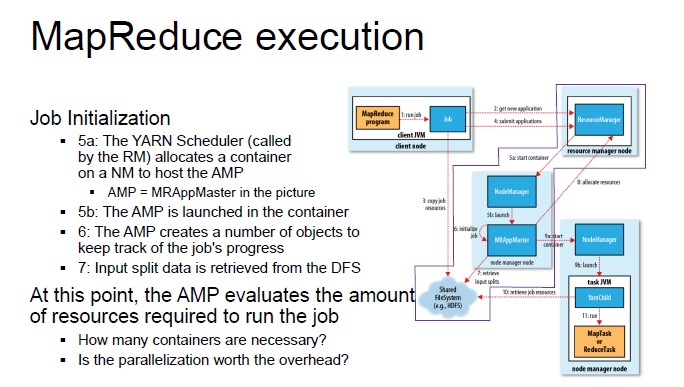 MapReduce execution
Job Initialization
5a: The YARN Scheduler (called
by the RM) allocates a container
on a NM to host the AMP
AMP = MRAppMaster in the picture
5b: The AMP is launched in the container
6: The AMP creates a number of objects to
keep track of the job's progress
7: Input split data is retrieved from the DFS
At this point, the AMP evaluates the amount
of resources required to run the job
How many containers are necessary?
Is the parallelization worth the overhead?
MapReduce
program
1: run job
Job
client JVM
client node
2: get new application
4: submit applications
ResourceManager
resource manager node
5a: start container
8: allocate resources
3: copy job
resources
NodeManager
5b: launch
6: initialize
job
MRAppMaster
node manager node
9a: start
container
NodeManager
9b: launch
7: retrieve
input splits
Shared
FileSystem
(e.g., HDFS)
10: retrieve job resources
task JVM
YarnChild
11: run
MapTask
or
ReduceTask
node manager node